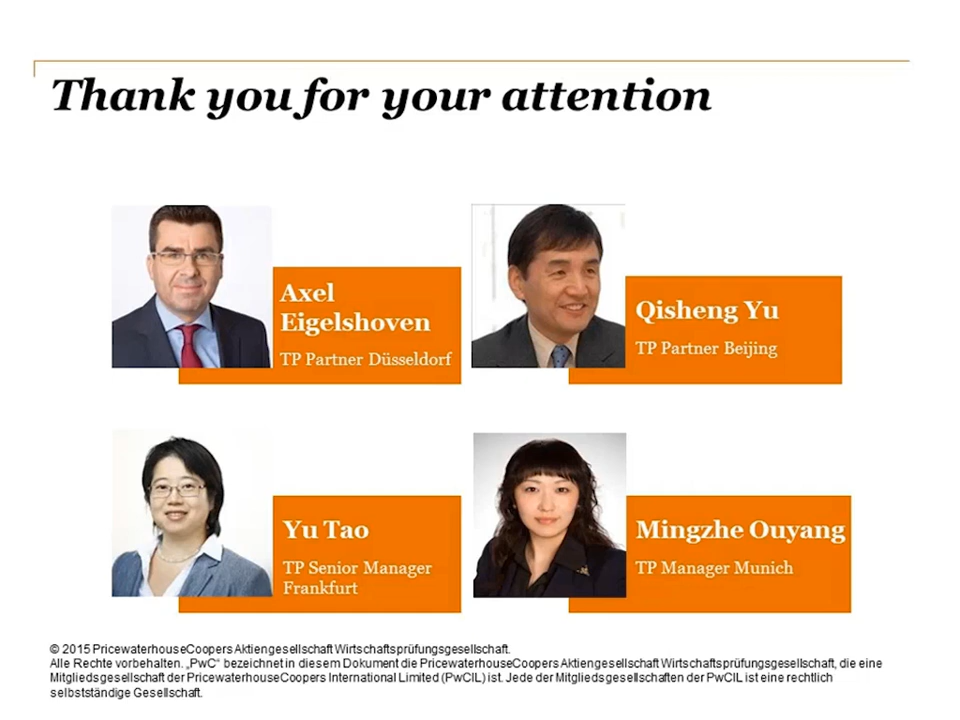 Thank you for your attention
Axel
Eigelshoven
TP Partner Düsseldorf
Qisheng Yu
TP Partner Beijing
Yu Tao
TP Senior Manager
Frankfurt
Mingzhe Ouyang
TP Manager Munich
© 2015 PricewaterhouseCoopers Aktiengesellschaft Wirtschaftsprüfungsgesellschaft.
Alle Rechte vorbehalten. „PwC“ bezeichnet in diesem Dokument die PricewaterhouseCoopers Aktiengesellschaft Wirtschaftsprüfungsgesellschaft, die eine
Mitgliedsgesellschaft der PricewaterhouseCoopers International Limited (PwCIL) ist. Jede der Mitgliedsgesellschaften der PwCIL ist eine rechtlich
selbstständige Gesellschaft.